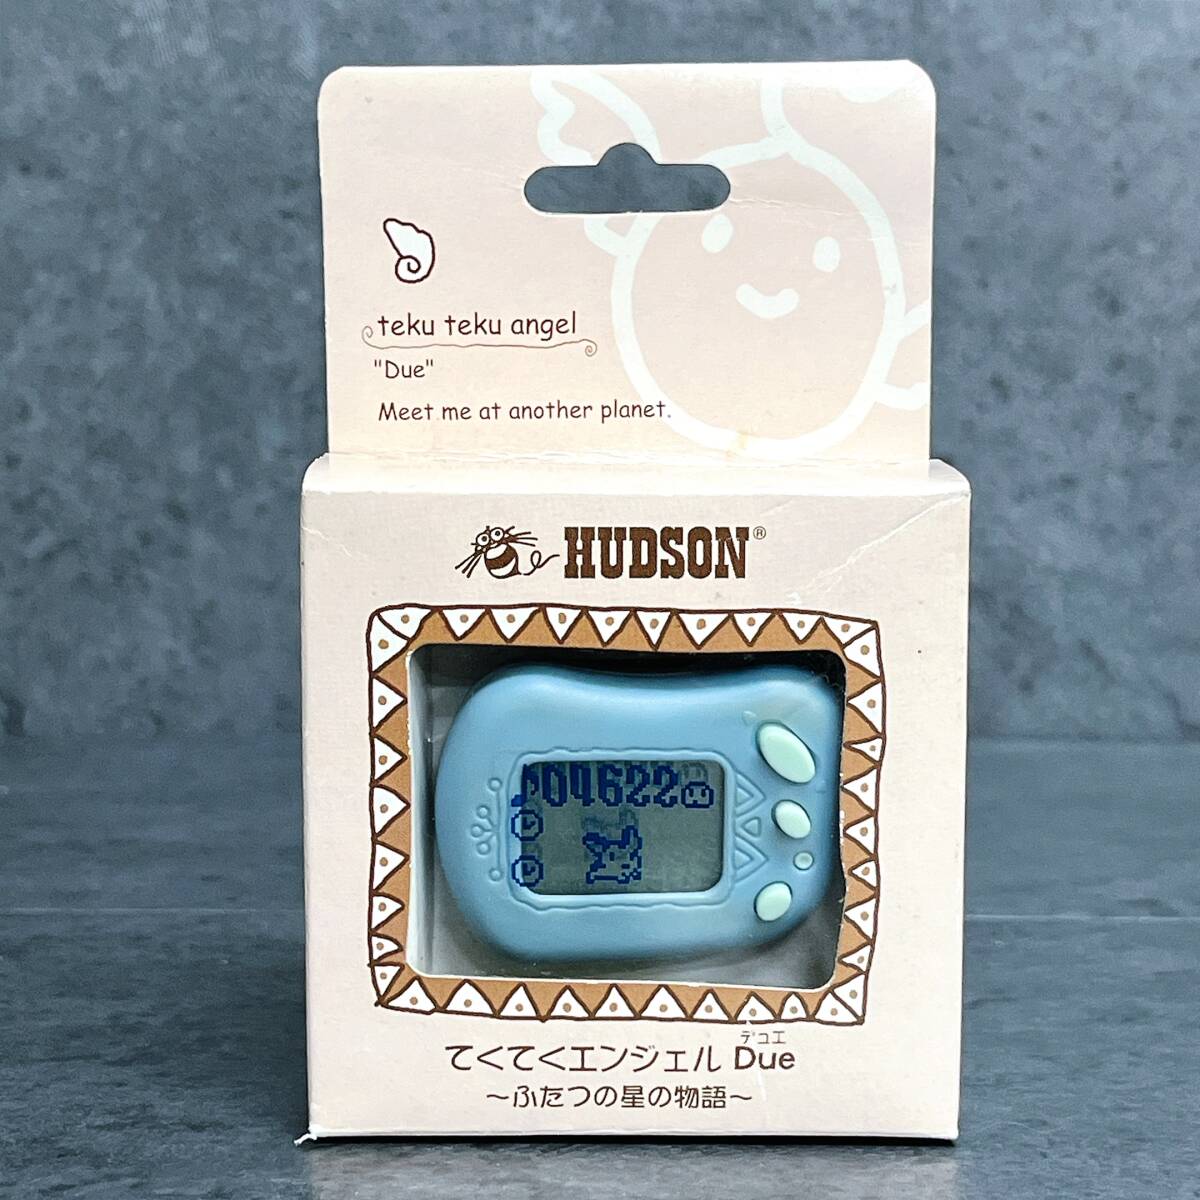 teku teku angel
"Due"
Meet me at another planet.
HUDSON®
04622
デュエ
てくてくエンジェル Due
～ふたつの星の物語～